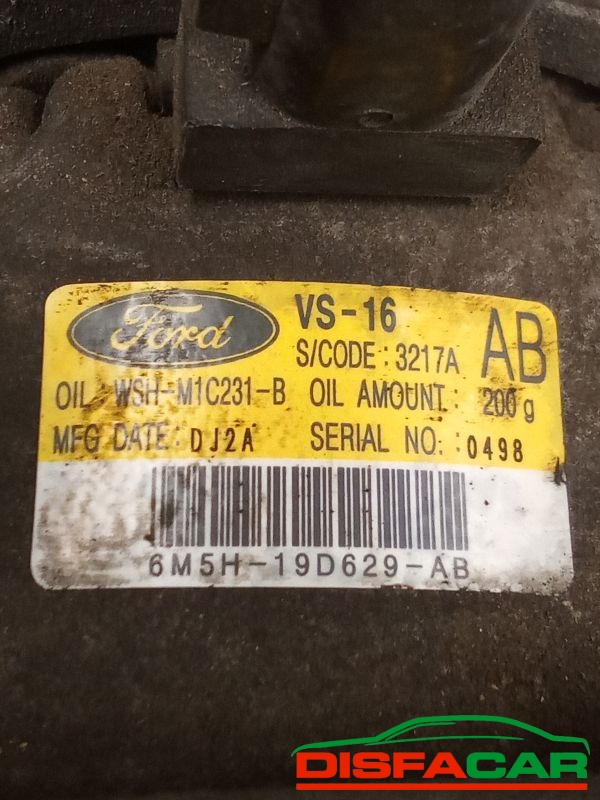 Ford VS-16 AB
S/CODE : 3217A
OIL WSH-M1C231-B OIL AMOUNT : 200 g
MFG DATE : DJ2A SERIAL NO. : 0498
6M5H-19D629-AB
DISFACAR